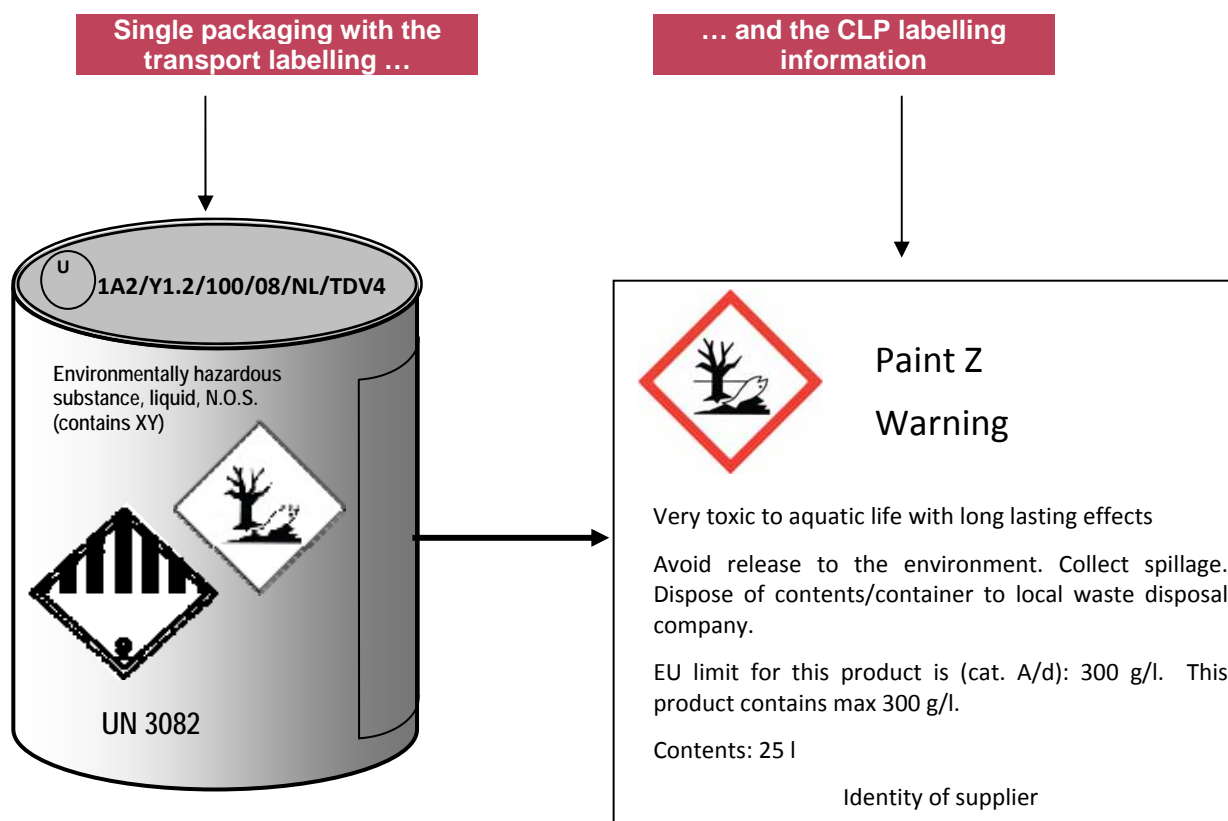 Single packaging with the
transport labelling …
… and the CLP labelling
information
U
1A2/Y1.2/100/08/NL/TDV4
Environmentally hazardous
substance, liquid, N.O.S.
(contains XY)
9
UN 3082
Paint Z
Warning
Very toxic to aquatic life with long lasting effects
Avoid release to the environment. Collect spillage.
Dispose of contents/container to local waste disposal
company.
EU limit for this product is (cat. A/d): 300 g/l. This
product contains max 300 g/l.
Contents: 25 l
Identity of supplier